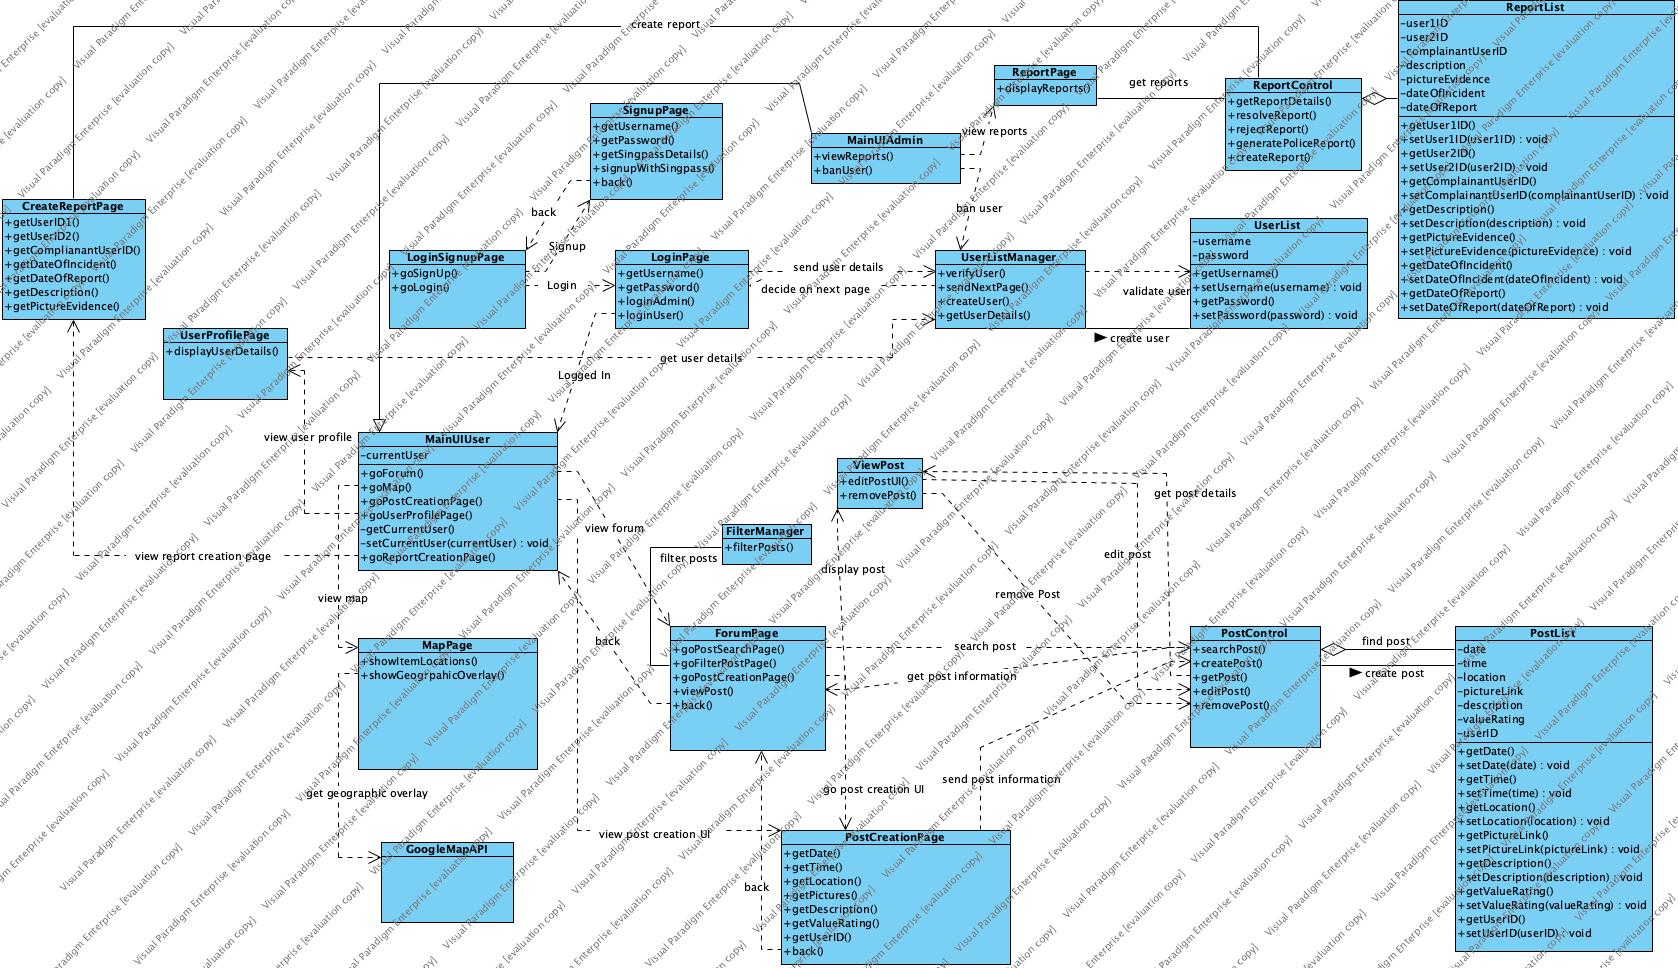 create report
ReportList
-user1ID
-user2ID
-complainantUserID
-description
-pictureEvidence
-dateOfIncident
-dateOfReport
+getUser1ID()
+setUser1ID(user1ID) : void
+getUser2ID()
+setUser2ID(user2ID) : void
+getComplainantUserID()
+setComplainantUserID(complainantUserID) : void
+getDescription()
+setDescription(description) : void
+getPictureEvidence()
+setPictureEvidence(pictureEvidence) : void
+getDateOfIncident()
+setDateOfIncident(dateOfIncident) : void
+getDateOfReport()
+setDateOfReport(dateOfReport) : void
ReportPage
+displayReports()
get reports
ReportControl
+getReportDetails()
+resolveReport()
+rejectReport()
+generatePoliceReport()
+createReport()
SignupPage
+getUsername()
+getPassword()
+getSingpassDetails()
+signupWithSingpass()
+back()
MainUIAdmin
+viewReports()
+banUser()
view reports
ban user
back
Signup
CreateReportPage
+getUserID1()
+getUserID2()
+getComplianantUserID()
+getDateOfIncident()
+getDateOfReport()
+getDescription()
+getPictureEvidence()
LoginSignupPage
+goSignUp()
+goLogin()
Login
LoginPage
+getUsername()
+getPassword()
+loginAdmin()
+loginUser()
send user details
decide on next page
UserListManager
+verifyUser()
+sendNextPage()
+createUser()
+getUserDetails()
validate user
create user
UserList
-username
-password
+getUsername()
+setUsername(username) : void
+getPassword()
+setPassword(password) : void
UserProfilePage
+displayUserDetails()
get user details
Logged In
view user profile
MainUIUser
-currentUser
+goForum()
+goMap()
+goPostCreationPage()
+goUserProfilePage()
-getCurrentUser()
-setCurrentUser(currentUser) : void
+goReportCreationPage()
view report creation page
view map
view forum
back
ViewPost
+editPostUI()
+removePost()
get post details
edit post
remove Post
FilterManager
+filterPosts()
filter posts
display post
MapPage
+showItemLocations()
+showGeogrpahicOverlay()
get geographic overlay
GoogleMapAPI
ForumPage
+goPostSearchPage()
+goFilterPostPage()
+goPostCreationPage()
+viewPost()
+back()
search post
get post information
PostControl
+searchPost()
+createPost()
+getPost()
+editPost()
+removePost()
find post
create post
PostList
-date
-time
-location
-pictureLink
-description
-valueRating
-userID
+getDate()
+setDate(date) : void
+getTime()
+setTime(time) : void
+getLocation()
+setLocation(location) : void
+getPictureLink()
+setPictureLink(pictureLink) : void
+getDescription()
+setDescription(description) : void
+getValueRating()
+setValueRating(valueRating) : void
+getUserID()
+setUserID(userID) : void
send post information
go post creation UI
view post creation UI
back
PostCreationPage
+getDate()
+getTime()
+getLocation()
+getPictures()
+getDescription()
+getValueRating()
+getUserID()
+back()
Visual Paradigm Enterprise [evaluation copy]